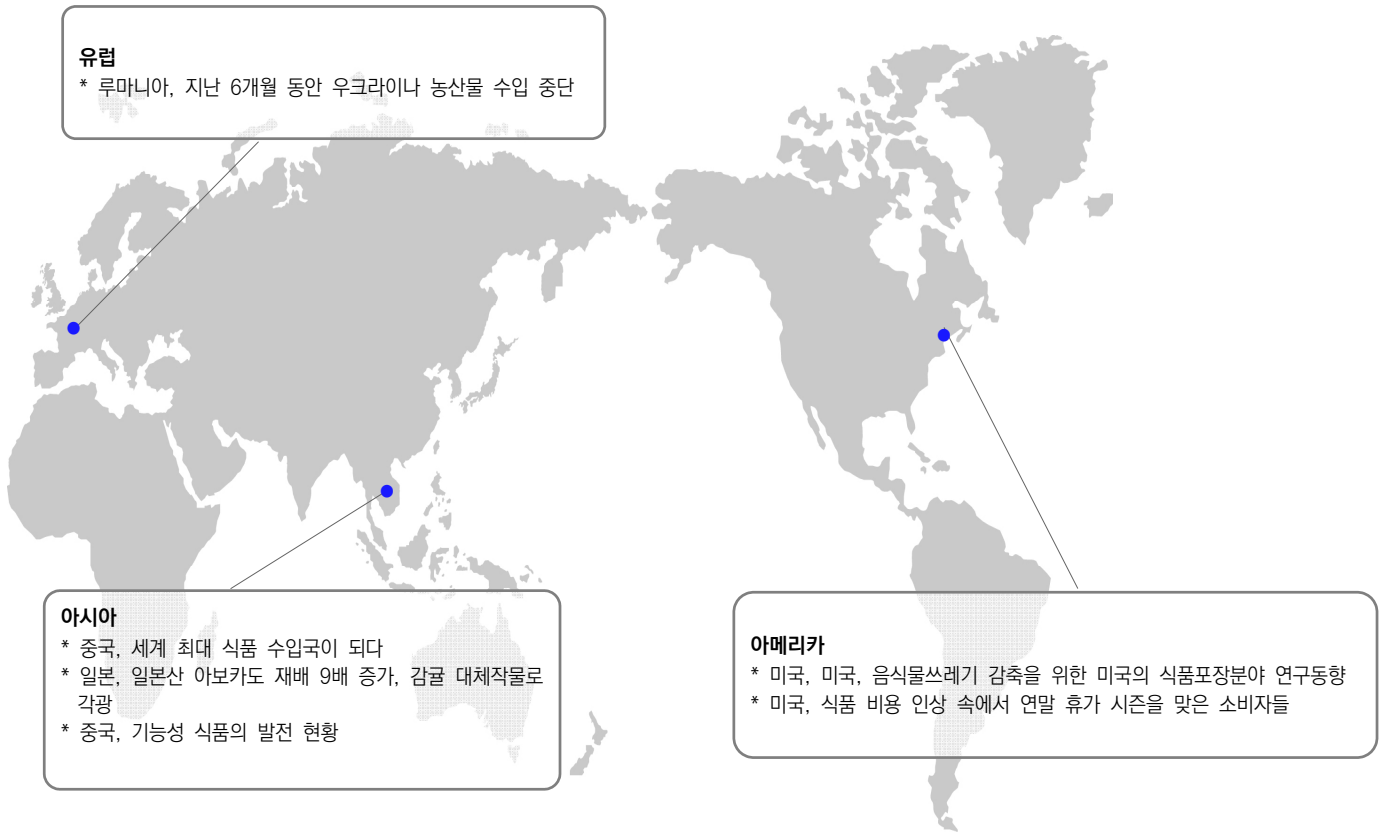 유럽
* 루마니아, 지난 6개월 동안 우크라이나 농산물 수입 중단
아시아
* 중국, 세계 최대 식품 수입국이 되다
* 일본, 일본산 아보카도 재배 9배 증가, 감귤 대체작물로
각광
* 중국, 기능성 식품의 발전 현황
아메리카
* 미국, 미국, 음식물쓰레기 감축을 위한 미국의 식품포장분야 연구동향
* 미국, 식품 비용 인상 속에서 연말 휴가 시즌을 맞은 소비자들